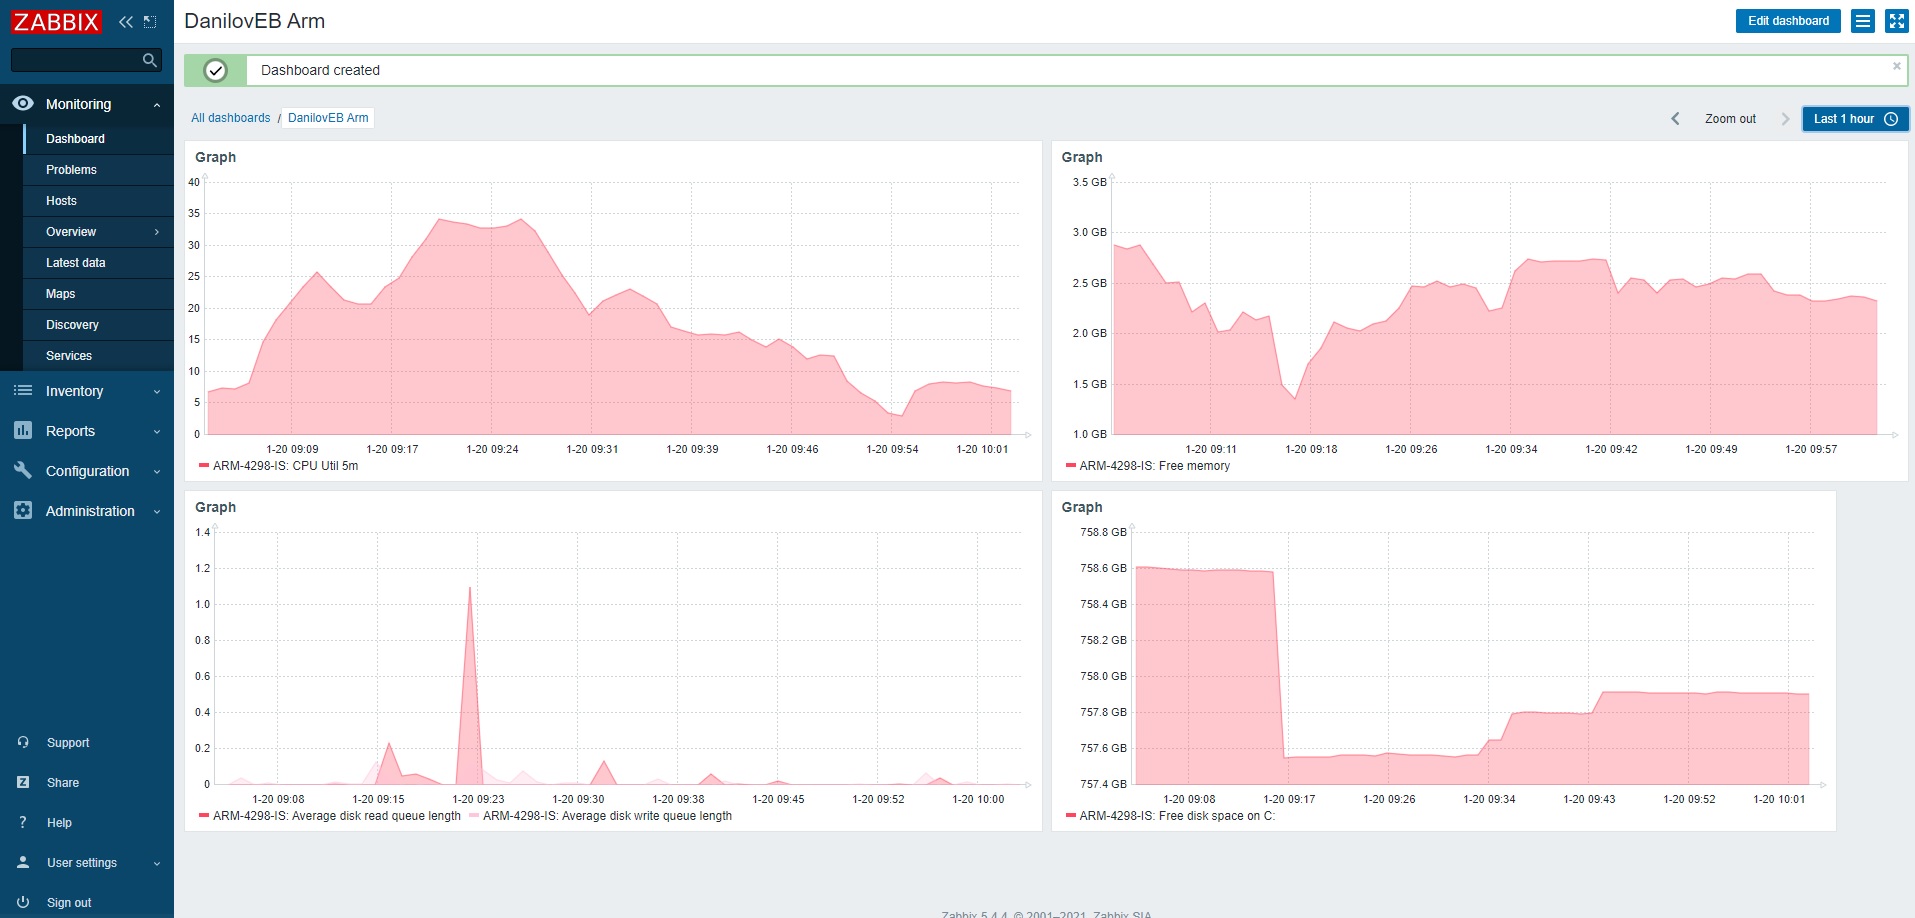 ZABBIX
DanilovEB Arm
Edit dashboard
Dashboard created
Monitoring
Dashboard
Problems
Hosts
Overview
Latest data
Maps
Discovery
Services
Inventory
Reports
Configuration
Administration
Support
Share
Help
User settings
Sign out
All dashboards / DanilovEB Arm
Zoom out
Last 1 hour
Graph
40
35
30
25
20
15
10
5
0
1-20 09:09 1-20 09:17 1-20 09:24 1-20 09:31 1-20 09:39 1-20 09:46 1-20 09:54 1-20 10:01
ARM-4298-IS: CPU Util 5m
Graph
3.5 GB
3.0 GB
2.5 GB
2.0 GB
1.5 GB
1.0 GB
1-20 09:11 1-20 09:18 1-20 09:26 1-20 09:34 1-20 09:42 1-20 09:49 1-20 09:57
ARM-4298-IS: Free memory
Graph
1.4
1.2
1.0
0.8
0.6
0.4
0.2
0
1-20 09:08 1-20 09:15 1-20 09:23 1-20 09:30 1-20 09:38 1-20 09:45 1-20 09:52 1-20 10:00
ARM-4298-IS: Average disk read queue length ARM-4298-IS: Average disk write queue length
Graph
758.8 GB
758.6 GB
758.4 GB
758.2 GB
758.0 GB
757.8 GB
757.6 GB
757.4 GB
1-20 09:08 1-20 09:17 1-20 09:26 1-20 09:34 1-20 09:43 1-20 09:52 1-20 10:01
ARM-4298-IS: Free disk space on C:
Zabbix 5.4.4. © 2001–2021, Zabbix SIA